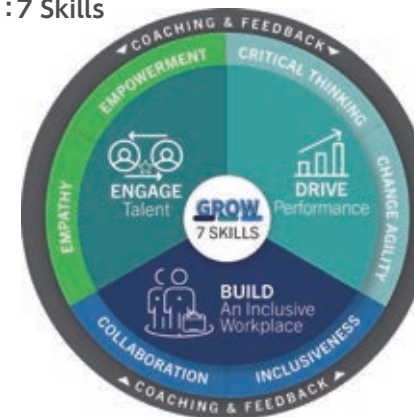 : 7 Skills
COACHING & FEEDBACK
EMPOWERMENT
CRITICAL THINKING
ENGAGE
Talent
DRIVE
Performance
EMPATHY
CHANGE AGILITY
GROW
7 SKILLS
BUILD
An Inclusive
Workplace
COLLABORATION
INCLUSIVENESS
COACHING & FEEDBACK